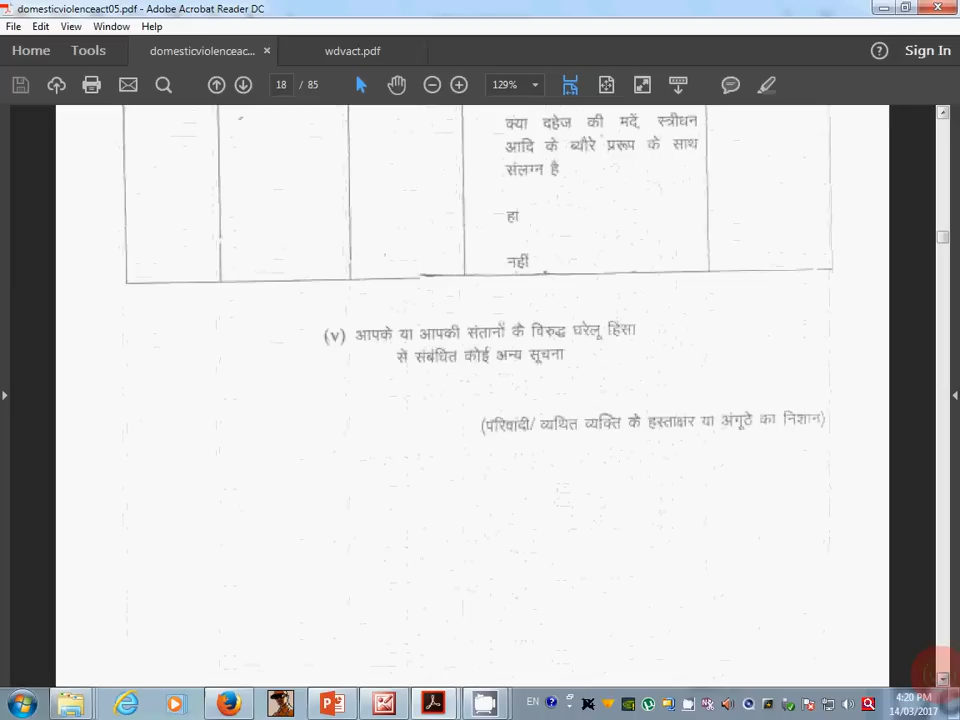 domesticviolenceact05.pdf - Adobe Acrobat Reader DC
File Edit View Window Help
Home Tools domesticviolenceac... × wdvact.pdf ? Sign In
18 / 85 129%
क्या दहेज की मदें, स्त्रीधन
आदि के ब्यौरे प्ररूप के साथ
संलग्न है
हां
नहीं
(v) आपके या आपकी संतानों के विरुद्ध घरेलू हिंसा
से संबंधित कोई अन्य सूचना
(परिवादी/ व्यथित व्यक्ति के हस्ताक्षर या अंगूठे का निशान)
EN 4:20 PM
14/03/2017